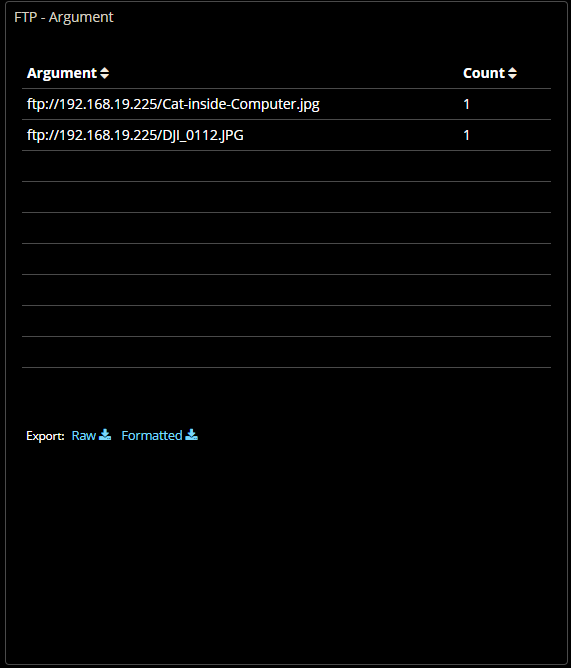 FTP - Argument
Argument Count
ftp://192.168.19.225/Cat-inside-Computer.jpg 1
ftp://192.168.19.225/DJI_0112.JPG 1
Export: Raw Formatted